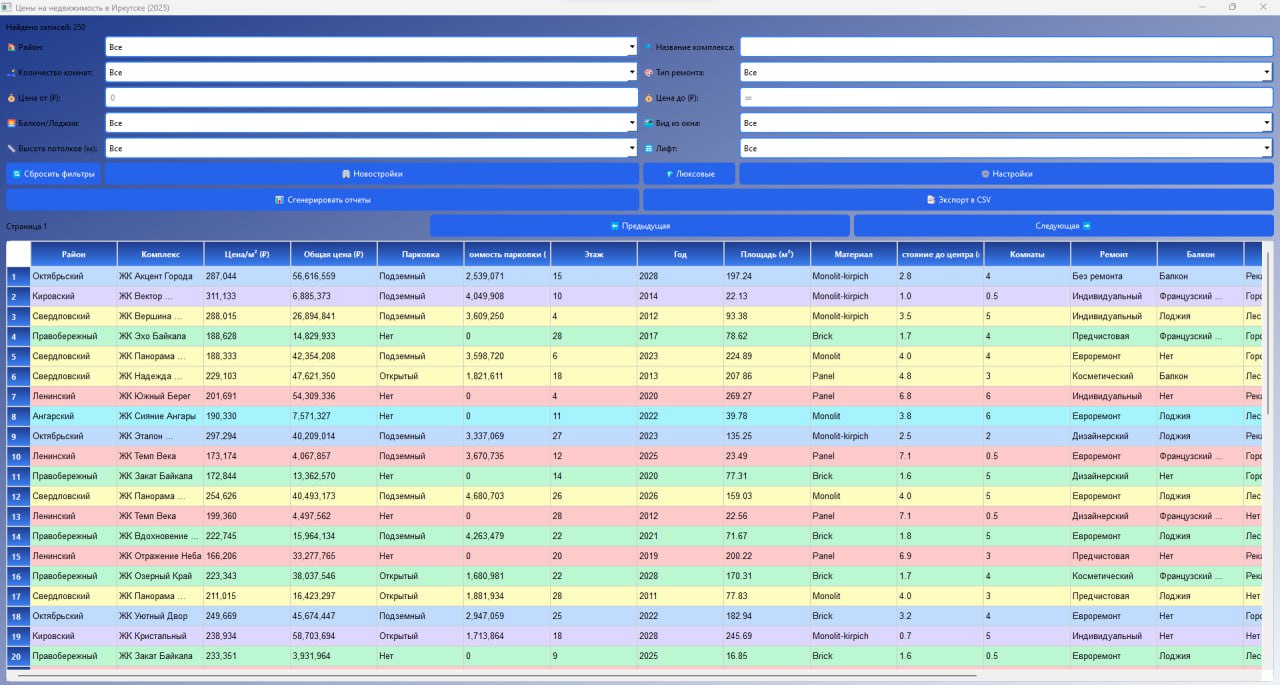 Цены на недвижимость в Иркутске (2025)
Найдено записей: 250
Район: Все Название комплекса:
Количество комнат: Все Тип ремонта: Все
Цена от (₽): 0 Цена до (₽): ∞
Балкон/Лоджия: Все Вид из окна: Все
Высота потолков (м): Все Лифт: Все
Сбросить фильтры Новостройки Люксовые Настройки
Сгенерировать отчеты Экспорт в CSV
Страница 1 Предыдущая Следующая
Район Комплекс Цена/м² (₽) Общая цена (₽) Парковка оимость парковки ( Этаж Год Площадь (м²) Материал стояние до центра ( Комнаты Ремонт Балкон
1 Октябрьский ЖК Акцент Города 287,044 56,616,559 Подземный 2,539,071 15 2028 197.24 Monolit-kirpich 2.8 4 Без ремонта Балкон Река
2 Кировский ЖК Вектор ... 311,133 6,885,373 Подземный 4,049,908 10 2014 22.13 Monolit-kirpich 1.0 0.5 Индивидуальный Французский ... Горо
3 Свердловский ЖК Вершина ... 288,015 26,894,841 Подземный 3,609,250 4 2012 93.38 Monolit-kirpich 3.5 5 Индивидуальный Лоджия Лес
4 Правобережный ЖК Эхо Байкала 188,628 14,829,933 Нет 0 28 2017 78.62 Brick 1.7 4 Предчистовая Французский ... Горо
5 Свердловский ЖК Панорама ... 188,333 42,354,208 Подземный 3,598,720 6 2023 224.89 Monolit 4.0 4 Евроремонт Нет Горо
6 Свердловский ЖК Надежда ... 229,103 47,621,350 Открытый 1,821,611 18 2013 207.86 Panel 4.8 3 Косметический Балкон Лес
7 Ленинский ЖК Южный Берег 201,691 54,309,336 Нет 0 4 2020 269.27 Panel 6.8 6 Индивидуальный Нет Река
8 Ангарский ЖК Сияние Ангары 190,330 7,571,327 Нет 0 11 2022 39.78 Monolit 3.8 6 Евроремонт Лоджия Лес
9 Октябрьский ЖК Эталон ... 297,294 40,209,014 Подземный 3,337,069 27 2023 135.25 Monolit-kirpich 2.5 2 Дизайнерский Лоджия Река
10 Ленинский ЖК Темп Века 173,174 4,067,857 Подземный 3,670,735 12 2025 23.49 Panel 7.1 0.5 Евроремонт Французский ... Горо
11 Правобережный ЖК Закат Байкала 172,844 13,362,570 Нет 0 14 2020 77.31 Brick 1.6 5 Дизайнерский Нет Горо
12 Свердловский ЖК Панорама ... 254,626 40,493,173 Подземный 4,680,703 26 2026 159.03 Monolit 4.0 5 Евроремонт Лоджия Лес
13 Ленинский ЖК Темп Века 199,360 4,497,562 Нет 0 28 2012 22.56 Panel 7.1 0.5 Дизайнерский Французский ... Нет
14 Правобережный ЖК Вдохновение ... 222,745 15,964,134 Подземный 4,263,479 22 2021 71.67 Brick 1.8 5 Евроремонт Лоджия Лес
15 Ленинский ЖК Отражение Неба 166,206 33,277,765 Нет 0 20 2019 200.22 Panel 6.9 3 Предчистовая Нет Река
16 Правобережный ЖК Озерный Край 223,343 38,037,546 Открытый 1,680,981 22 2028 170.31 Brick 1.7 4 Косметический Французский ... Река
17 Свердловский ЖК Панорама ... 211,015 16,423,297 Открытый 1,881,934 28 2011 77.83 Monolit 4.0 3 Предчистовая Лоджия Нет
18 Октябрьский ЖК Уютный Двор 249,669 45,674,447 Подземный 2,947,059 25 2022 182.94 Brick 3.2 4 Евроремонт Нет Горо
19 Кировский ЖК Кристальный 238,934 58,703,694 Открытый 1,713,864 18 2028 245.69 Monolit-kirpich 0.7 5 Индивидуальный Нет Нет
20 Правобережный ЖК Закат Байкала 233,351 3,931,964 Нет 0 9 2025 16.85 Brick 1.6 0.5 Евроремонт Лоджия Лес